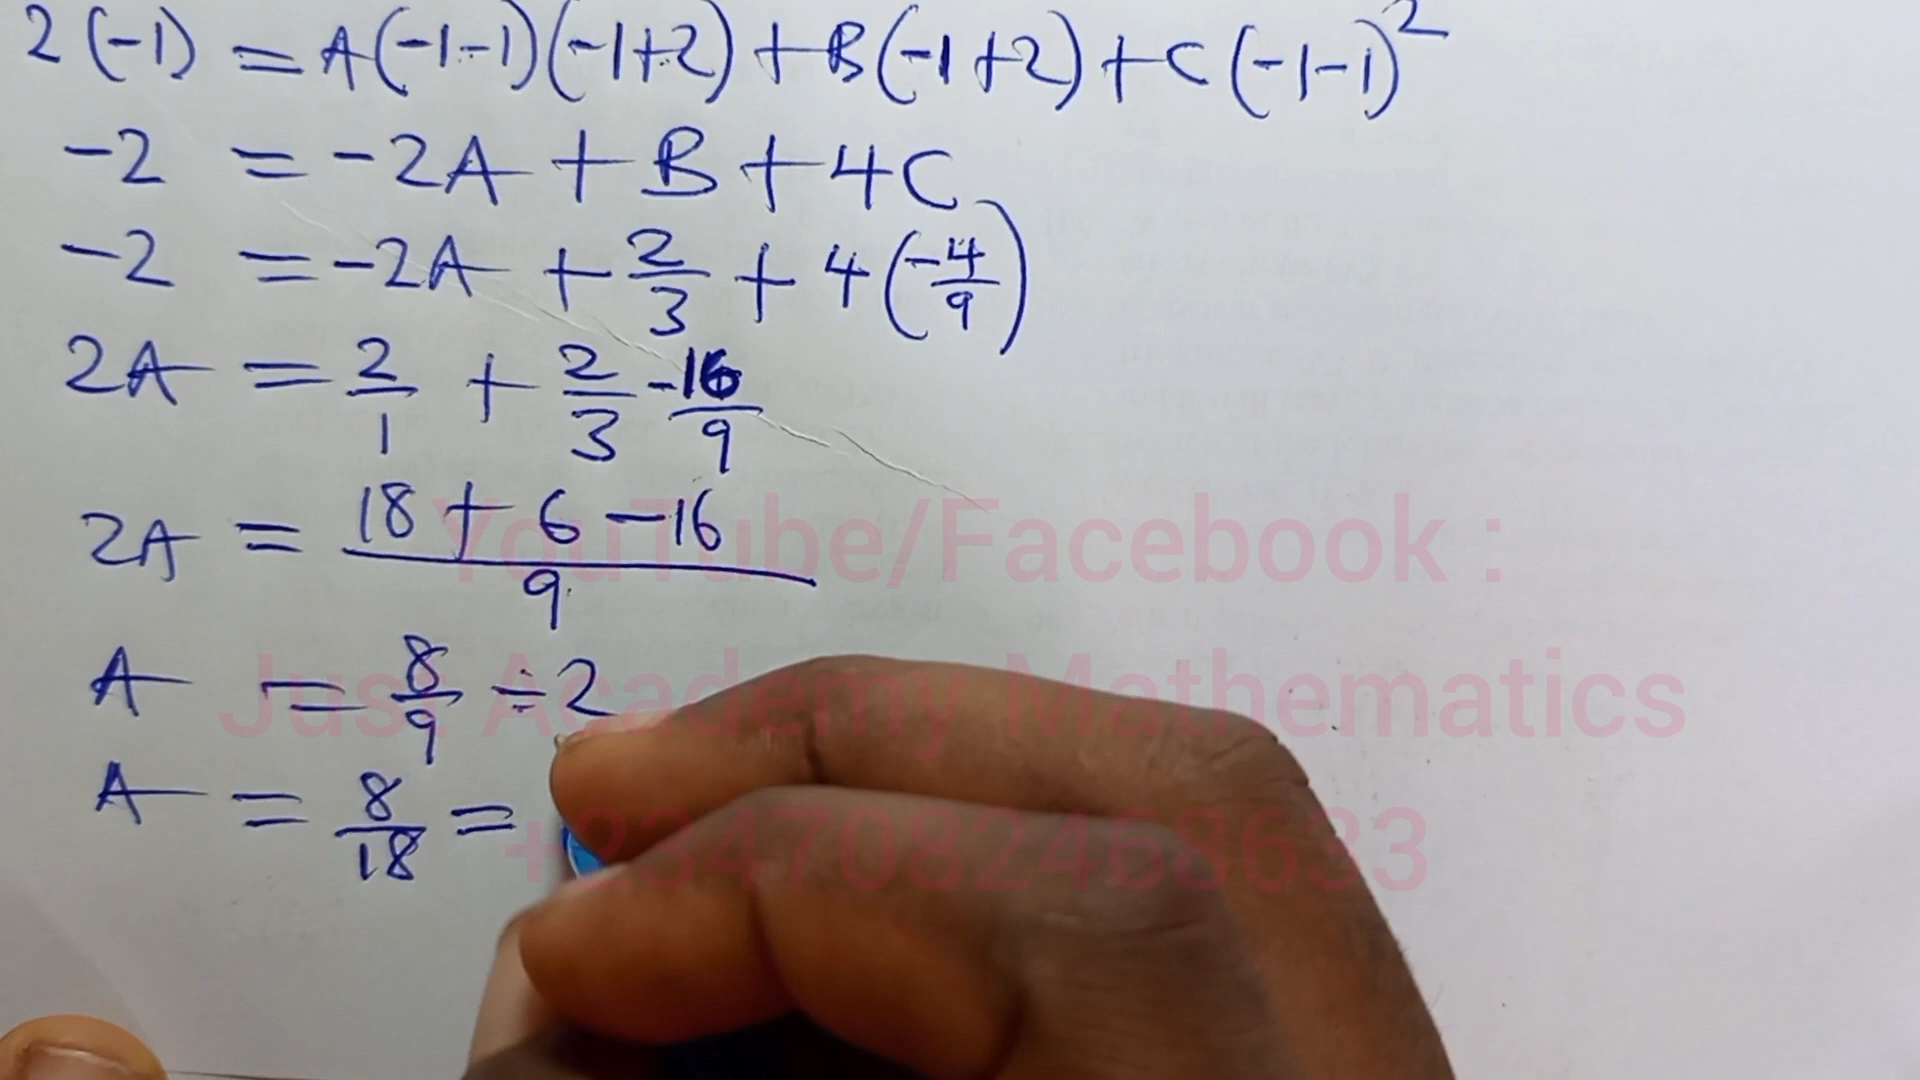 2(-1) = A(-1-1)(-1+2) + B(-1+2) + C(-1-1)²
-2 = -2A + B + 4C
-2 = -2A + 2/3 + 4(-4/9)
2A = 2/1 + 2/3 -16/9
2A = 18 + 6 - 16 / 9
YouTube/Facebook :
A = 8/9 ÷ 2
Just Academy Mathematics
A = 8/18 =
+2347082468633